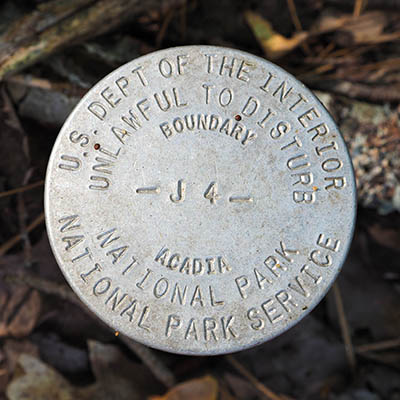 U.S. DEPT OF THE INTERIOR
UNLAWFUL TO DISTURB
BOUNDARY
— J 4 —
ACADIA
NATIONAL PARK
NATIONAL PARK SERVICE